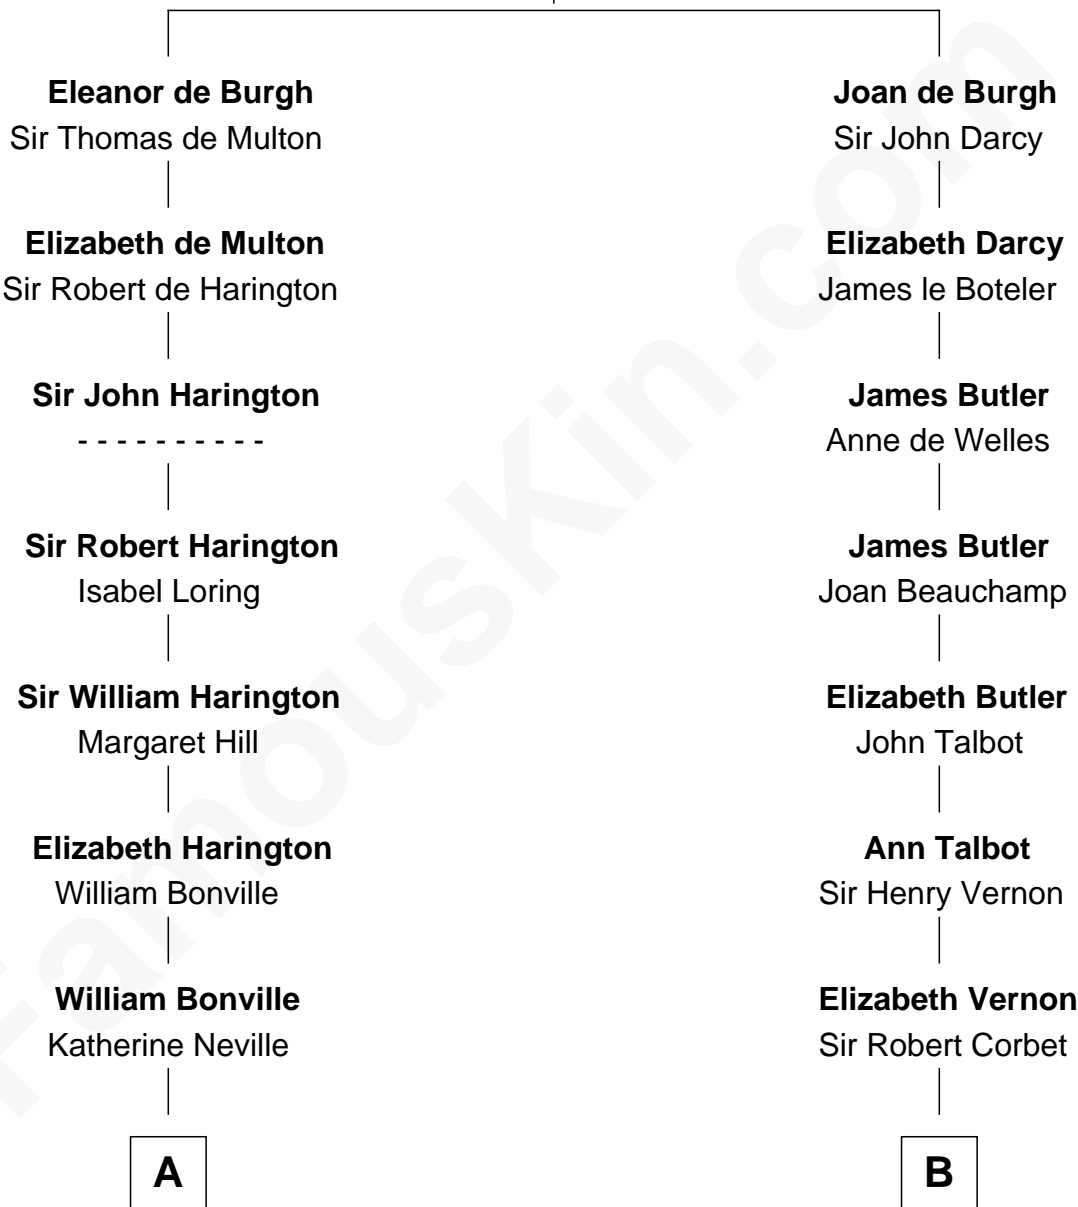 Eleanor de Burgh
Sir Thomas de Multon
Elizabeth de Multon
Sir Robert de Harington
Sir John Harington
- - - - - - - - - -
Sir Robert Harington
Isabel Loring
Sir William Harington
Margaret Hill
Elizabeth Harington
William Bonville
William Bonville
Katherine Neville
A
Joan de Burgh
Sir John Darcy
Elizabeth Darcy
James le Boteler
James Butler
Anne de Welles
James Butler
Joan Beauchamp
Elizabeth Butler
John Talbot
Ann Talbot
Sir Henry Vernon
Elizabeth Vernon
Sir Robert Corbet
B
FamousKin.com